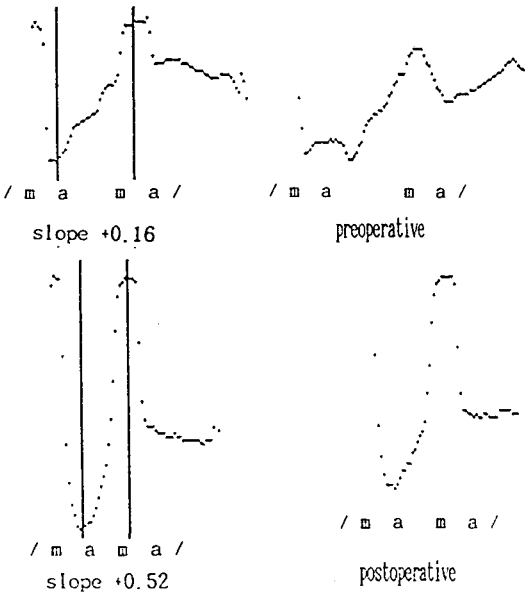 / m a m a /
/ m a m a /
slope +0.16
preoperative
/ m a m a /
/ m a m a /
slope +0.52
postoperative